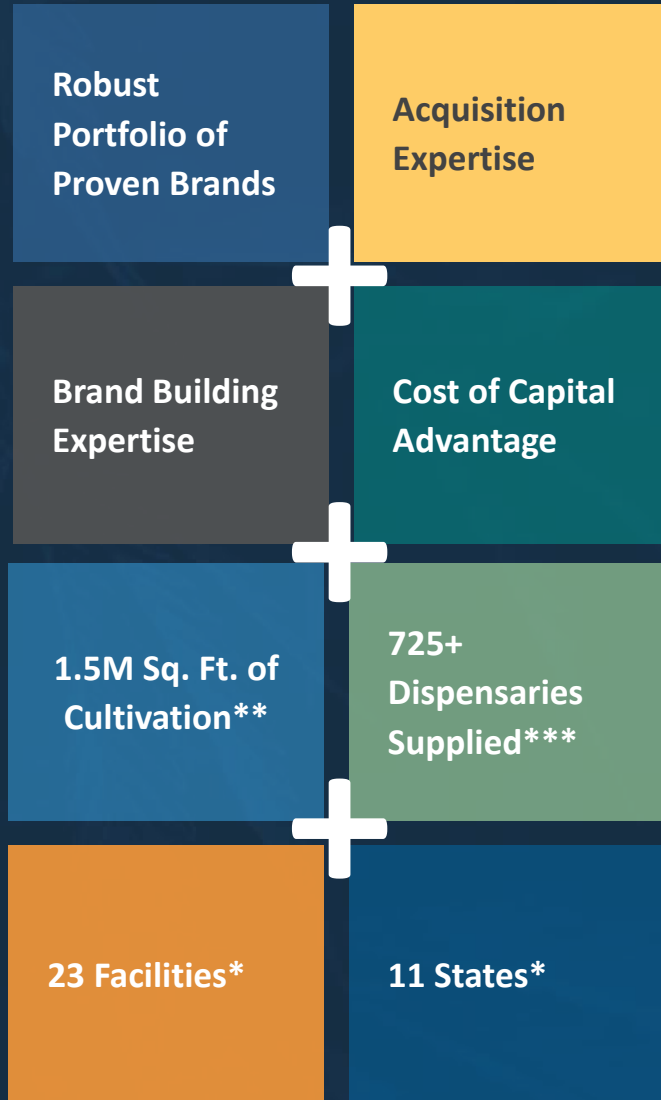 Robust
Portfolio of
Proven Brands
Acquisition
Expertise
Brand Building
Expertise
Cost of Capital
Advantage
1.5M Sq. Ft. of
Cultivation**
725+
Dispensaries
Supplied***
23 Facilities*
11 States*